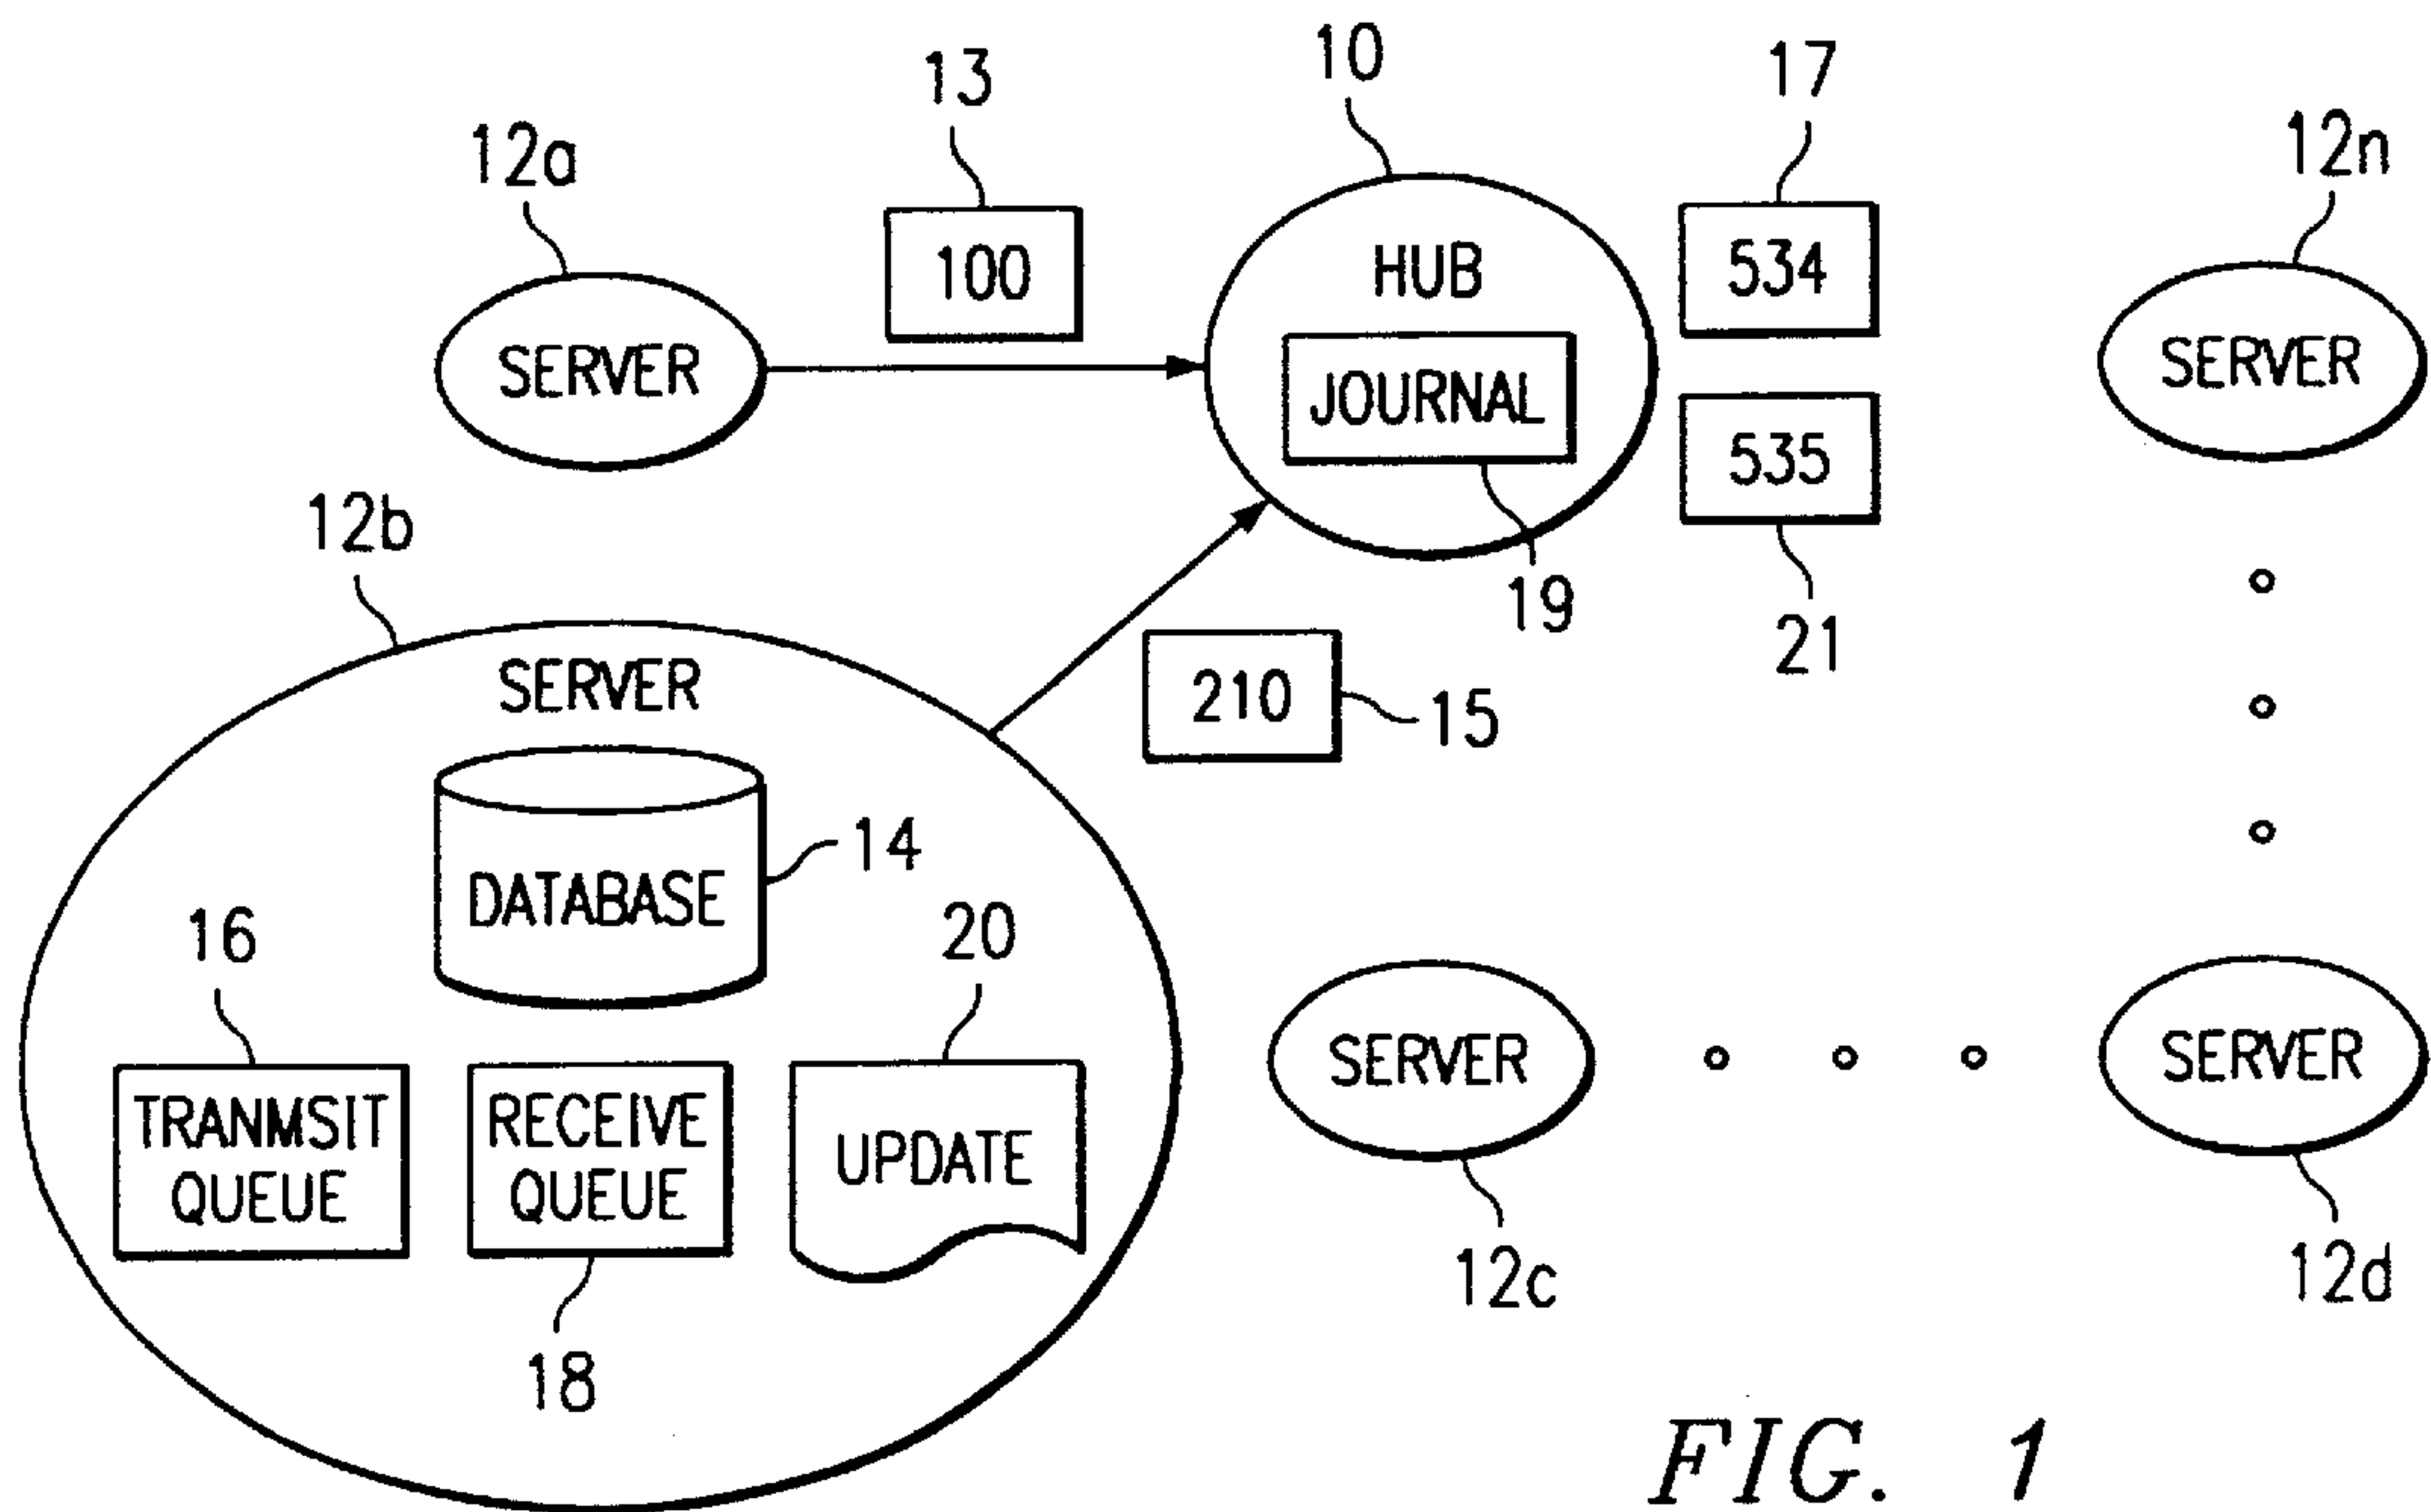 10
13
17
12a
12n
100
HUB
534
SERVER
JOURNAL
SERVER
535
12b
19
21
SERVER
210
15
DATABASE
14
16
20
TRANMSIT
QUEUE
RECEIVE
QUEUE
UPDATE
SERVER
SERVER
18
12c
12d
FIG. 1